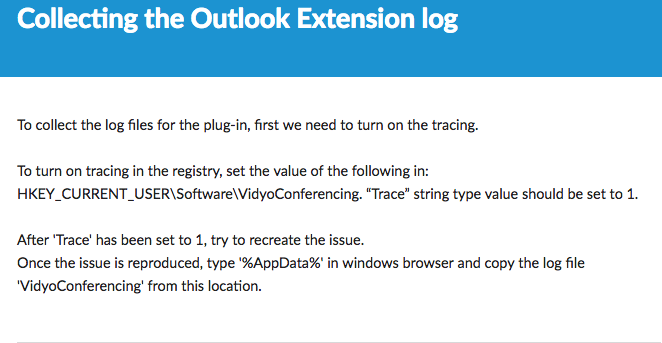 Collecting the Outlook Extension log
To collect the log files for the plug-in, first we need to turn on the tracing.
To turn on tracing in the registry, set the value of the following in:
HKEY_CURRENT_USER\Software\VidyoConferencing. “Trace” string type value should be set to 1.
After 'Trace' has been set to 1, try to recreate the issue.
Once the issue is reproduced, type '%AppData%' in windows browser and copy the log file
'VidyoConferencing' from this location.